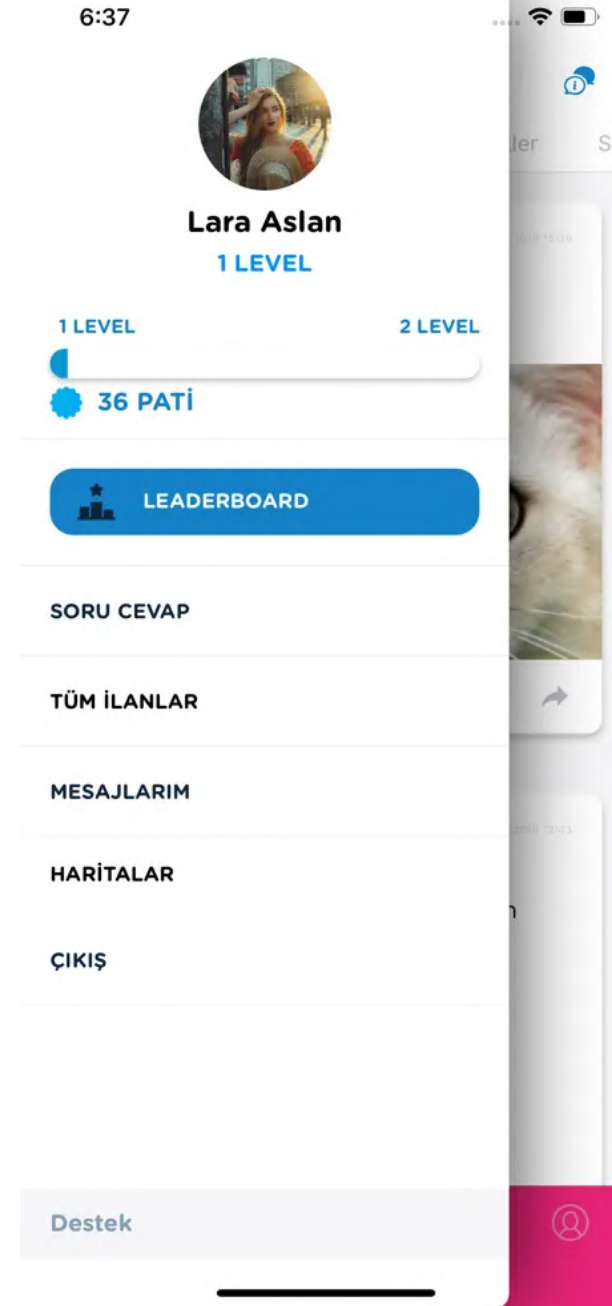 6:37
Lara Aslan
1 LEVEL
1 LEVEL 2 LEVEL
36 PATİ
LEADERBOARD
SORU CEVAP
TÜM İLANLAR
MESAJLARIM
HARİTALAR
ÇIKIŞ
Destek
ler S
n